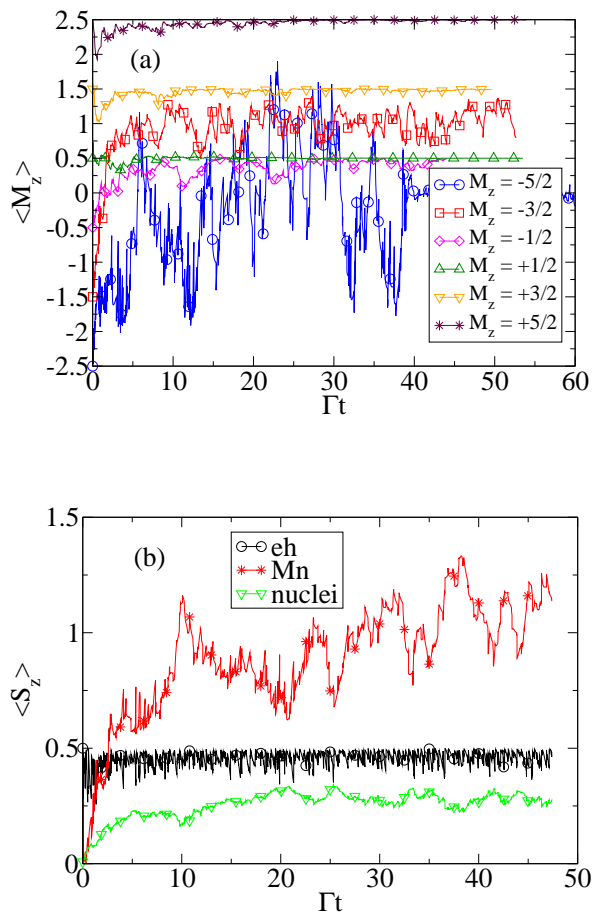 2.5
2
1.5
1
0.5
0
-0.5
-1
-1.5
-2
-2.5
<M_z>
(a)
M_z = -5/2
M_z = -3/2
M_z = -1/2
M_z = +1/2
M_z = +3/2
M_z = +5/2
0 10 20 30 40 50 60
Γt
1.5
1
0.5
0
<S_z>
(b)
eh
Mn
nuclei
0 10 20 30 40 50
Γt